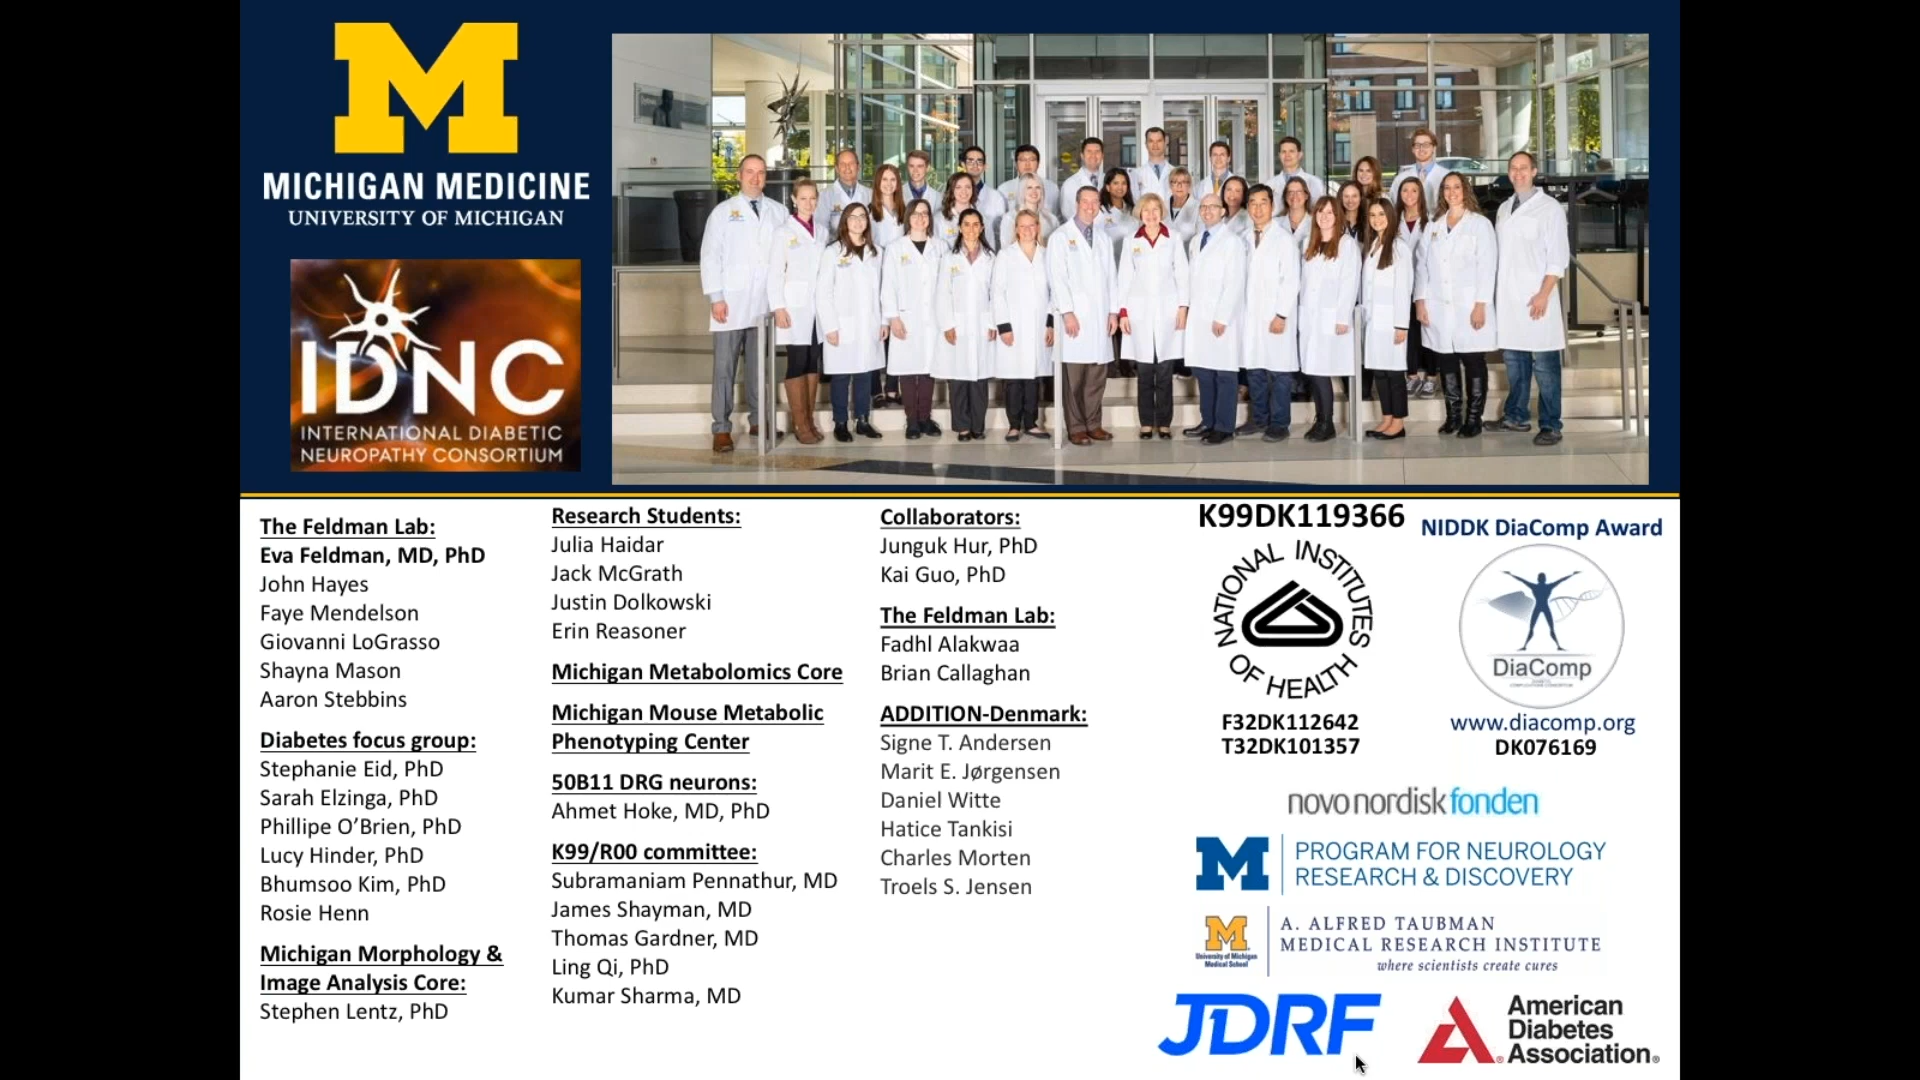 M
MICHIGAN MEDICINE
UNIVERSITY OF MICHIGAN
IDNC
INTERNATIONAL DIABETIC
NEUROPATHY CONSORTIUM
The Feldman Lab:
Eva Feldman, MD, PhD
John Hayes
Faye Mendelson
Giovanni LoGrasso
Shayna Mason
Aaron Stebbins
Diabetes focus group:
Stephanie Eid, PhD
Sarah Elzinga, PhD
Phillipe O’Brien, PhD
Lucy Hinder, PhD
Bhumsoo Kim, PhD
Rosie Henn
Michigan Morphology &
Image Analysis Core:
Stephen Lentz, PhD
Research Students:
Julia Haidar
Jack McGrath
Justin Dolkowski
Erin Reasoner
Michigan Metabolomics Core
Michigan Mouse Metabolic
Phenotyping Center
50B11 DRG neurons:
Ahmet Hoke, MD, PhD
K99/R00 committee:
Subramaniam Pennathur, MD
James Shayman, MD
Thomas Gardner, MD
Ling Qi, PhD
Kumar Sharma, MD
Collaborators:
Junguk Hur, PhD
Kai Guo, PhD
The Feldman Lab:
Fadhl Alakwaa
Brian Callaghan
ADDITION-Denmark:
Signe T. Andersen
Marit E. Jørgensen
Daniel Witte
Hatice Tankisi
Charles Morten
Troels S. Jensen
K99DK119366
NATIONAL INSTITUTES
OF HEALTH
F32DK112642
T32DK101357
NIDDK DiaComp Award
DiaComp
www.diacomp.org
DK076169
novo nordisk fonden
M
PROGRAM FOR NEUROLOGY
RESEARCH & DISCOVERY
M
University of Michigan
Medical School
A. ALFRED TAUBMAN
MEDICAL RESEARCH INSTITUTE
where scientists create cures
JDRF
American
Diabetes
Association®